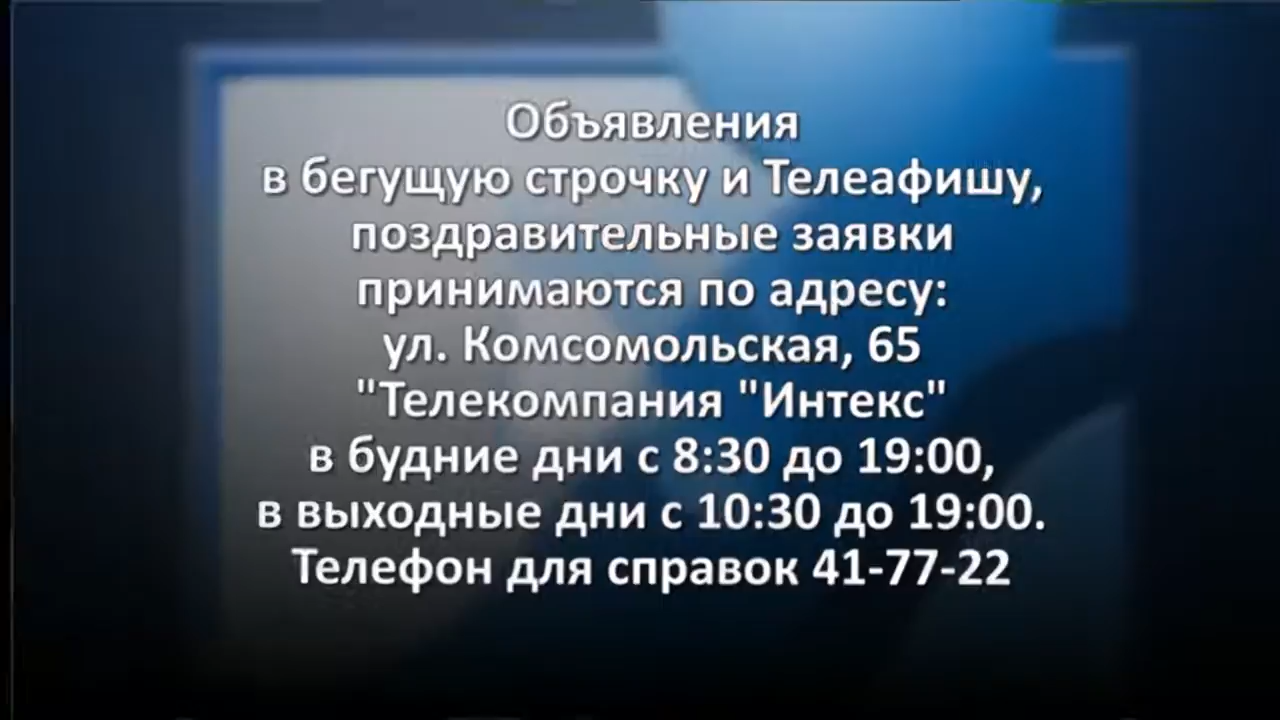 Объявления
в бегущую строчку и Телеафишу,
поздравительные заявки
принимаются по адресу:
ул. Комсомольская, 65
"Телекомпания "Интекс"
в будние дни с 8:30 до 19:00,
в выходные дни с 10:30 до 19:00.
Телефон для справок 41-77-22